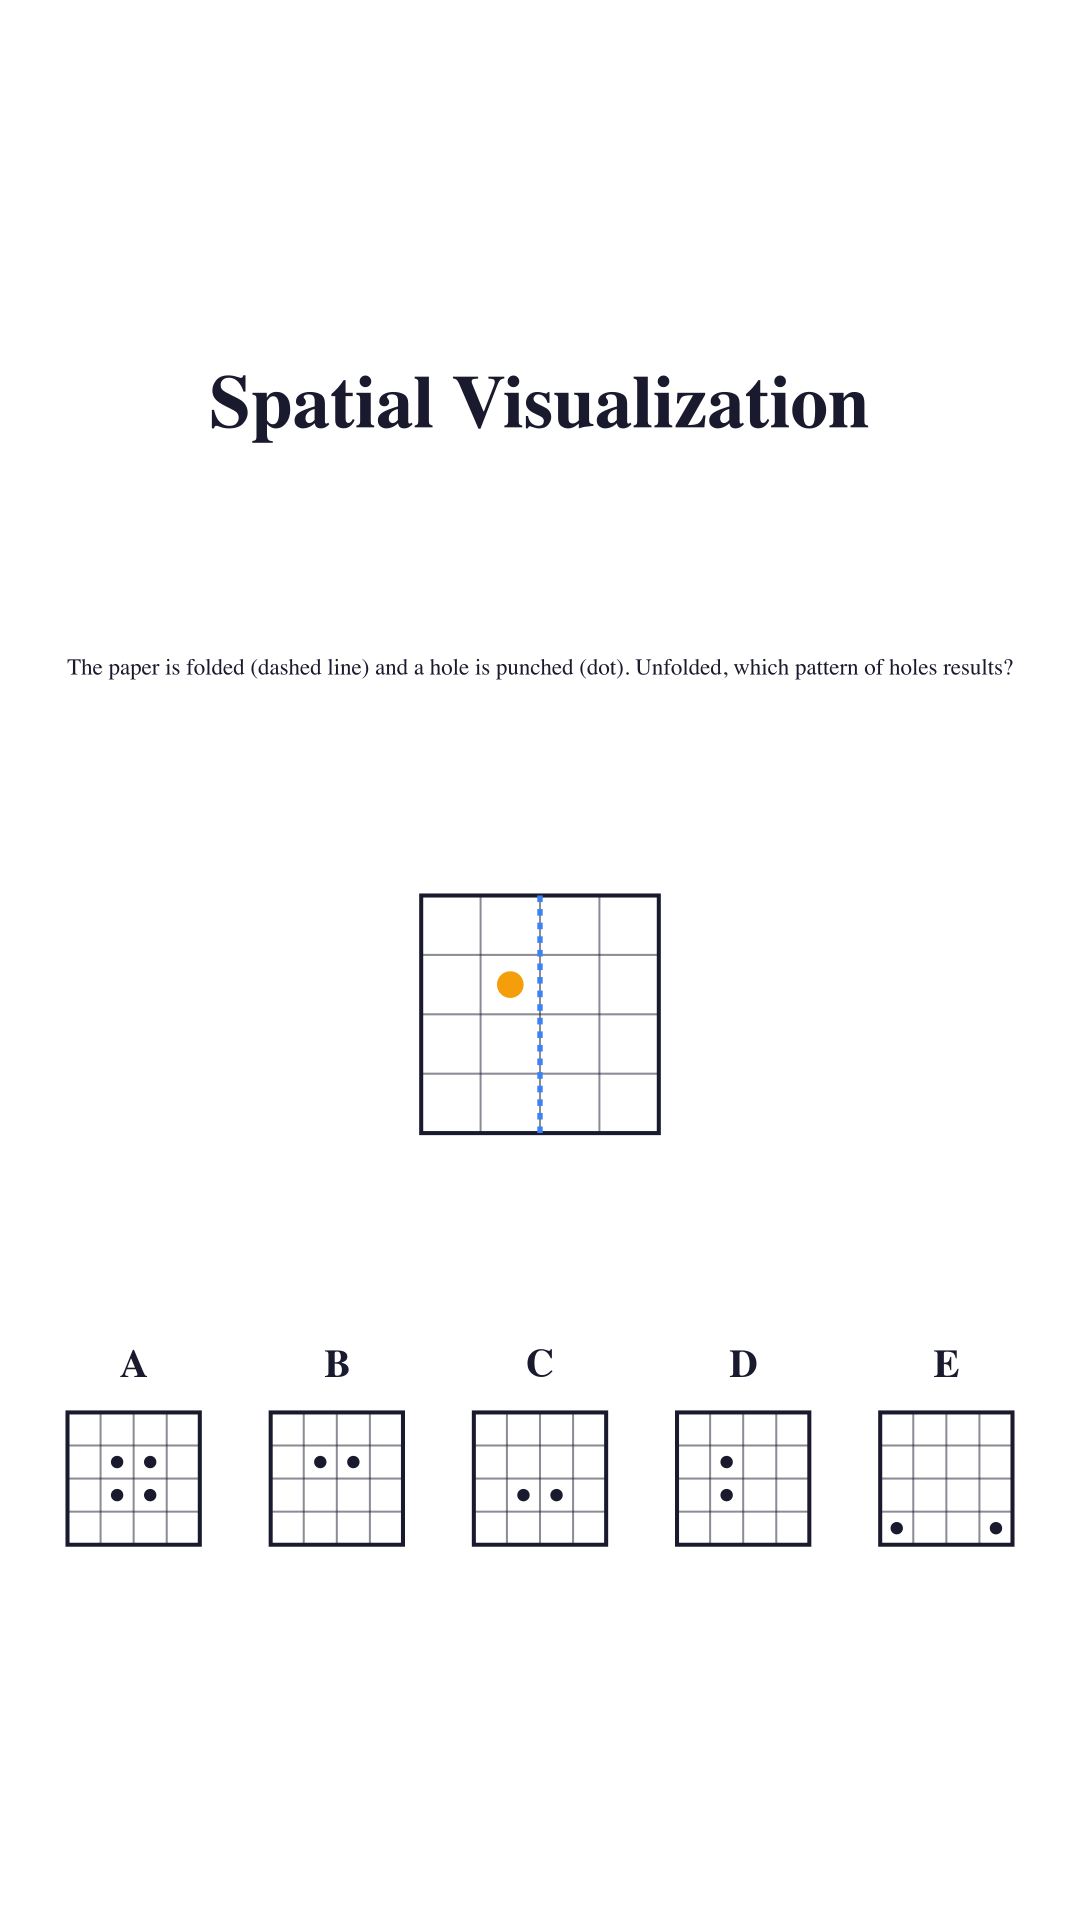 Spatial Visualization
The paper is folded (dashed line) and a hole is punched (dot). Unfolded, which pattern of holes results?
A B C D E